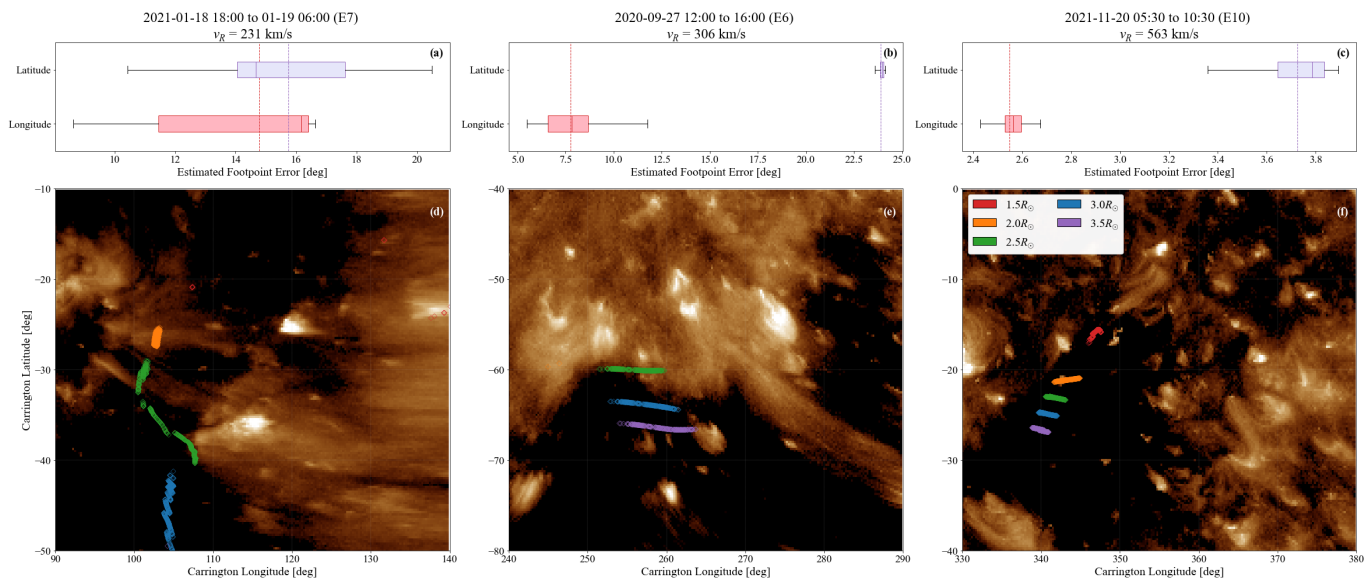 2021-01-18 18:00 to 01-19 06:00 (E7)
v_R = 231 km/s
2020-09-27 12:00 to 16:00 (E6)
v_R = 306 km/s
2021-11-20 05:30 to 10:30 (E10)
v_R = 563 km/s
(a)
Latitude
Longitude
10 12 14 16 18 20
Estimated Footpoint Error [deg]
(b)
Latitude
Longitude
5.0 7.5 10.0 12.5 15.0 17.5 20.0 22.5 25.0
Estimated Footpoint Error [deg]
(c)
Latitude
Longitude
2.4 2.6 2.8 3.0 3.2 3.4 3.6 3.8
Estimated Footpoint Error [deg]
(d)
Carrington Latitude [deg]
−10
−20
−30
−40
−50
90 100 110 120 130 140
Carrington Longitude [deg]
(e)
−40
−50
−60
−70
−80
240 250 260 270 280 290
Carrington Longitude [deg]
(f)
1.5R☉ 3.0R☉
2.0R☉ 3.5R☉
2.5R☉
0
−10
−20
−30
−40
330 340 350 360 370 380
Carrington Longitude [deg]